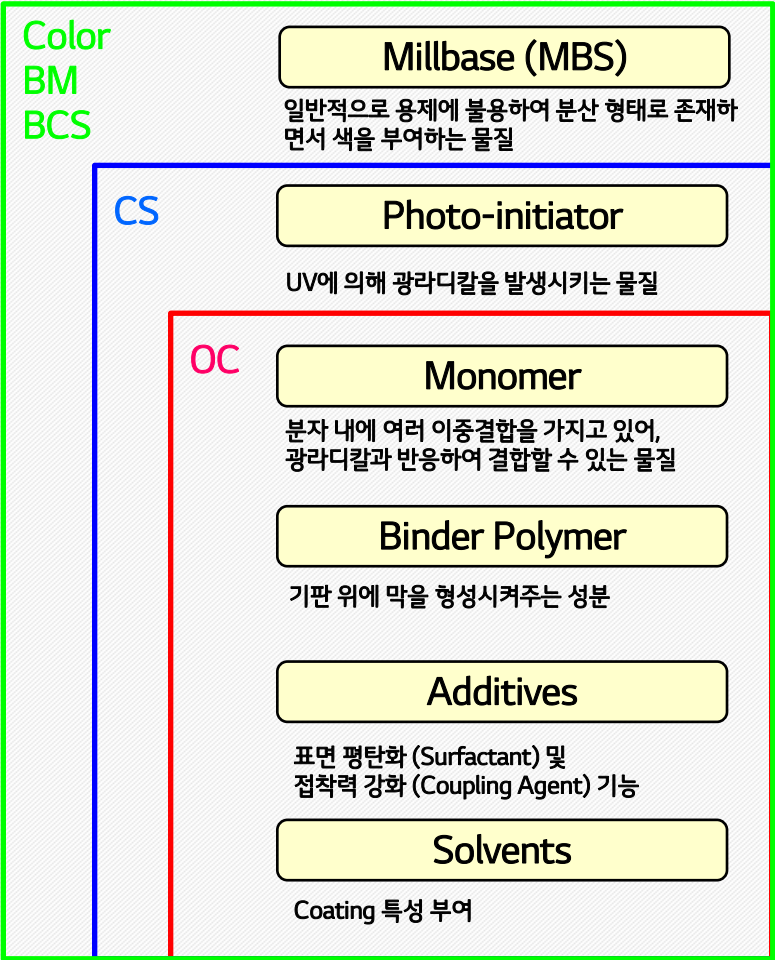 Color
BM
BCS
Millbase (MBS)
일반적으로 용제에 불용하여 분산 형태로 존재하
면서 색을 부여하는 물질
CS
Photo-initiator
UV에 의해 광라디칼을 발생시키는 물질
OC
Monomer
분자 내에 여러 이중결합을 가지고 있어,
광라디칼과 반응하여 결합할 수 있는 물질
Binder Polymer
기판 위에 막을 형성시켜주는 성분
Additives
표면 평탄화 (Surfactant) 및
접착력 강화 (Coupling Agent) 기능
Solvents
Coating 특성 부여